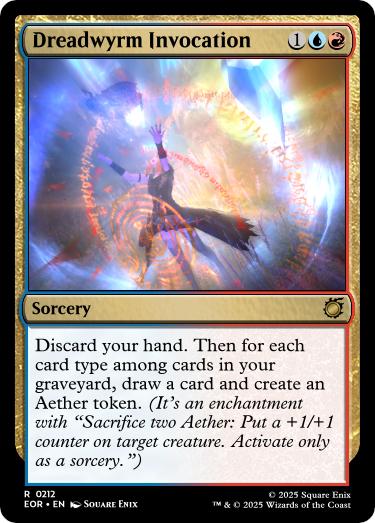 Dreadwyrm Invocation 1
Sorcery
Discard your hand. Then for each
card type among cards in your
graveyard, draw a card and create an
Aether token. (It's an enchantment
with “Sacrifice two Aether: Put a +1/+1
counter on target creature. Activate only
as a sorcery.”)
R 0212
EOR • EN SQUARE ENIX
© 2025 Square Enix
™ & © 2025 Wizards of the Coast